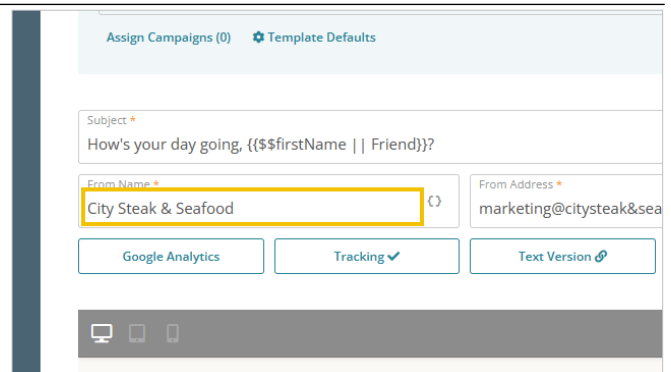 Assign Campaigns (0) Template Defaults
Subject *
How's your day going, {{$$firstName || Friend}}?
From Name * From Address *
City Steak & Seafood {} marketing@citysteak&sea
Google Analytics Tracking Text Version